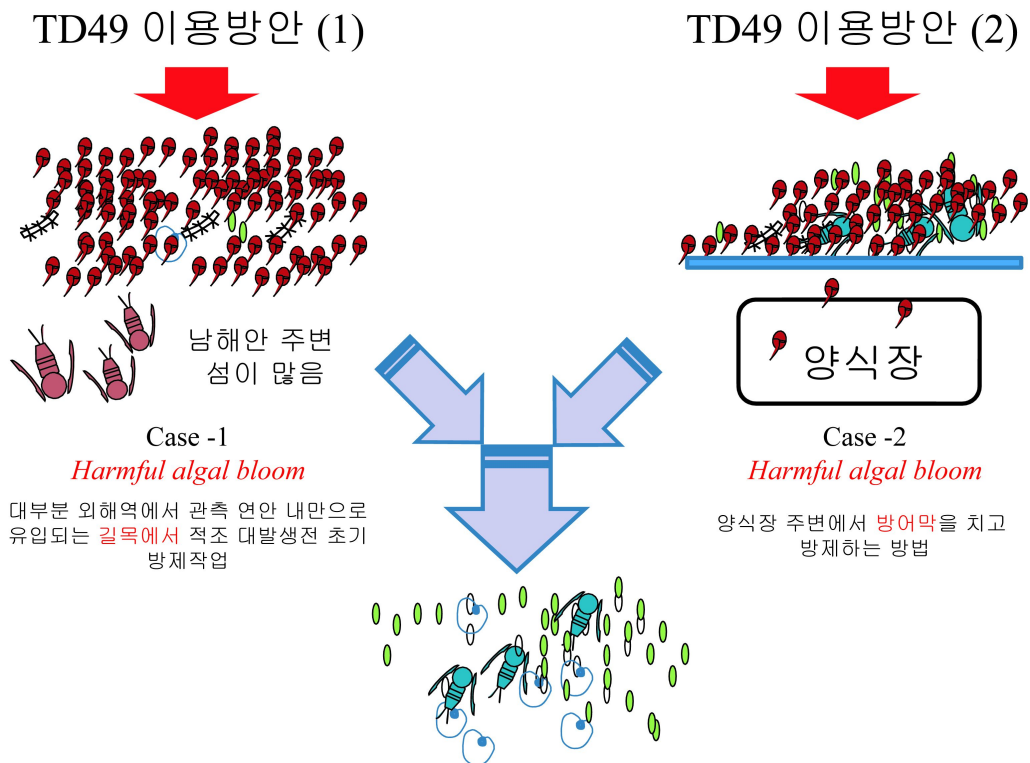 TD49 이용방안 (1)
남해안 주변
섬이 많음
Case -1
Harmful algal bloom
대부분 외해역에서 관측 연안 내만으로
유입되는 길목에서 적조 대발생전 초기
방제작업
TD49 이용방안 (2)
양식장
Case -2
Harmful algal bloom
양식장 주변에서 방어막을 치고
방제하는 방법